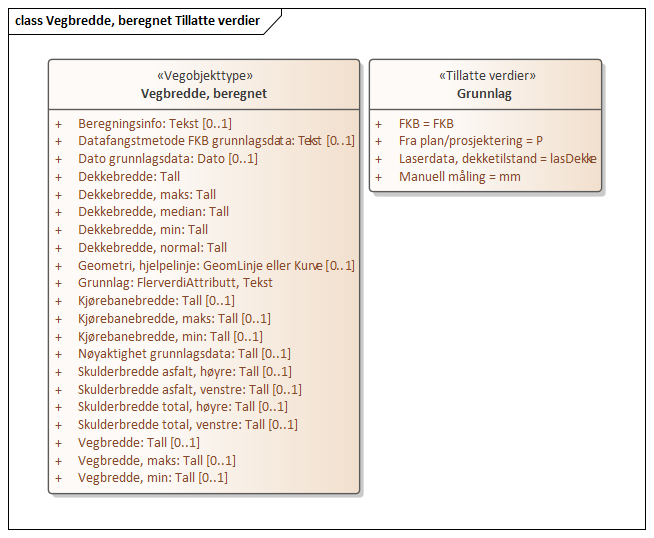 class Vegbredde, beregnet Tillatte verdier
«Vegobjekttype»
Vegbredde, beregnet
+ Beregningsinfo: Tekst [0..1]
+ Datafangstmetode FKB grunnlagsdata: Tekst [0..1]
+ Dato grunnlagsdata: Dato [0..1]
+ Dekkebredde: Tall
+ Dekkebredde, maks: Tall
+ Dekkebredde, median: Tall
+ Dekkebredde, min: Tall
+ Dekkebredde, normal: Tall
+ Geometri, hjelpelinje: GeomLinje eller Kurve [0..1]
+ Grunnlag: FlerverdiAttributt, Tekst
+ Kjørebanebredde: Tall [0..1]
+ Kjørebanebredde, maks: Tall [0..1]
+ Kjørebanebredde, min: Tall [0..1]
+ Nøyaktighet grunnlagsdata: Tall [0..1]
+ Skulderbredde asfalt, høyre: Tall [0..1]
+ Skulderbredde asfalt, venstre: Tall [0..1]
+ Skulderbredde total, høyre: Tall [0..1]
+ Skulderbredde total, venstre: Tall [0..1]
+ Vegbredde: Tall [0..1]
+ Vegbredde, maks: Tall [0..1]
+ Vegbredde, min: Tall [0..1]
«Tillatte verdier»
Grunnlag
+ FKB = FKB
+ Fra plan/prosjektering = P
+ Laserdata, dekketilstand = lasDekke
+ Manuell måling = mm